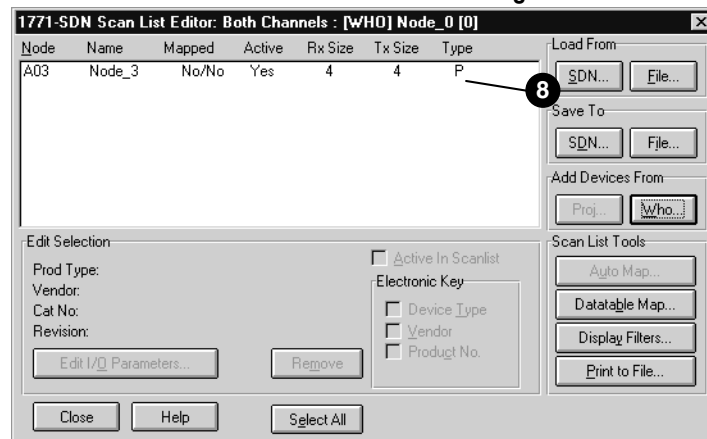 1771-SDN Scan List Editor: Both Channels : [WHO] Node_0 [0]
Node Name Mapped Active Rx Size Tx Size Type
A03 Node_3 No/No Yes 4 4 P
8
Load From
SDN... File...
Save To
SDN... File...
Add Devices From
Proj... Who...
Edit Selection
Prod Type:
Vendor:
Cat No:
Revision:
Edit I/O Parameters... Remove
Active In Scanlist
Electronic Key
Device Type
Vendor
Product No.
Scan List Tools
Auto Map...
Datatable Map...
Display Filters...
Print to File...
Close Help Select All